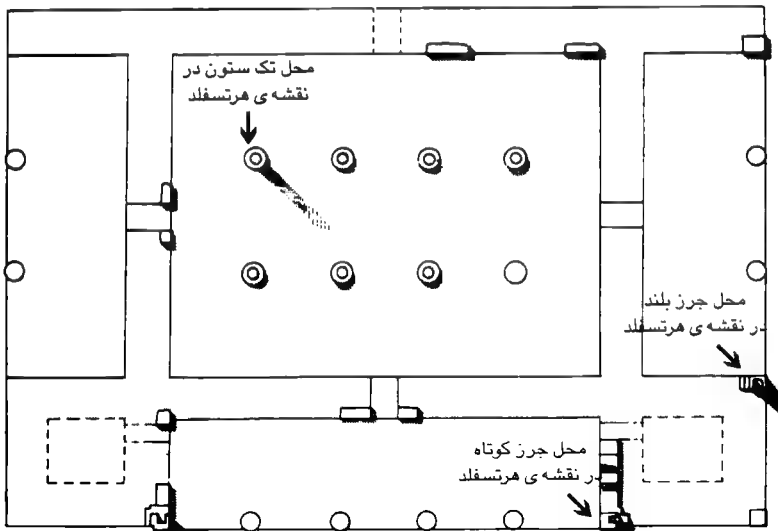 محل تک ستون در
نقشه ی هرتسفلد
محل جرز بلند
در نقشه ی هرتسفلد
محل جرز کوتاه
در نقشه ی هرتسفلد